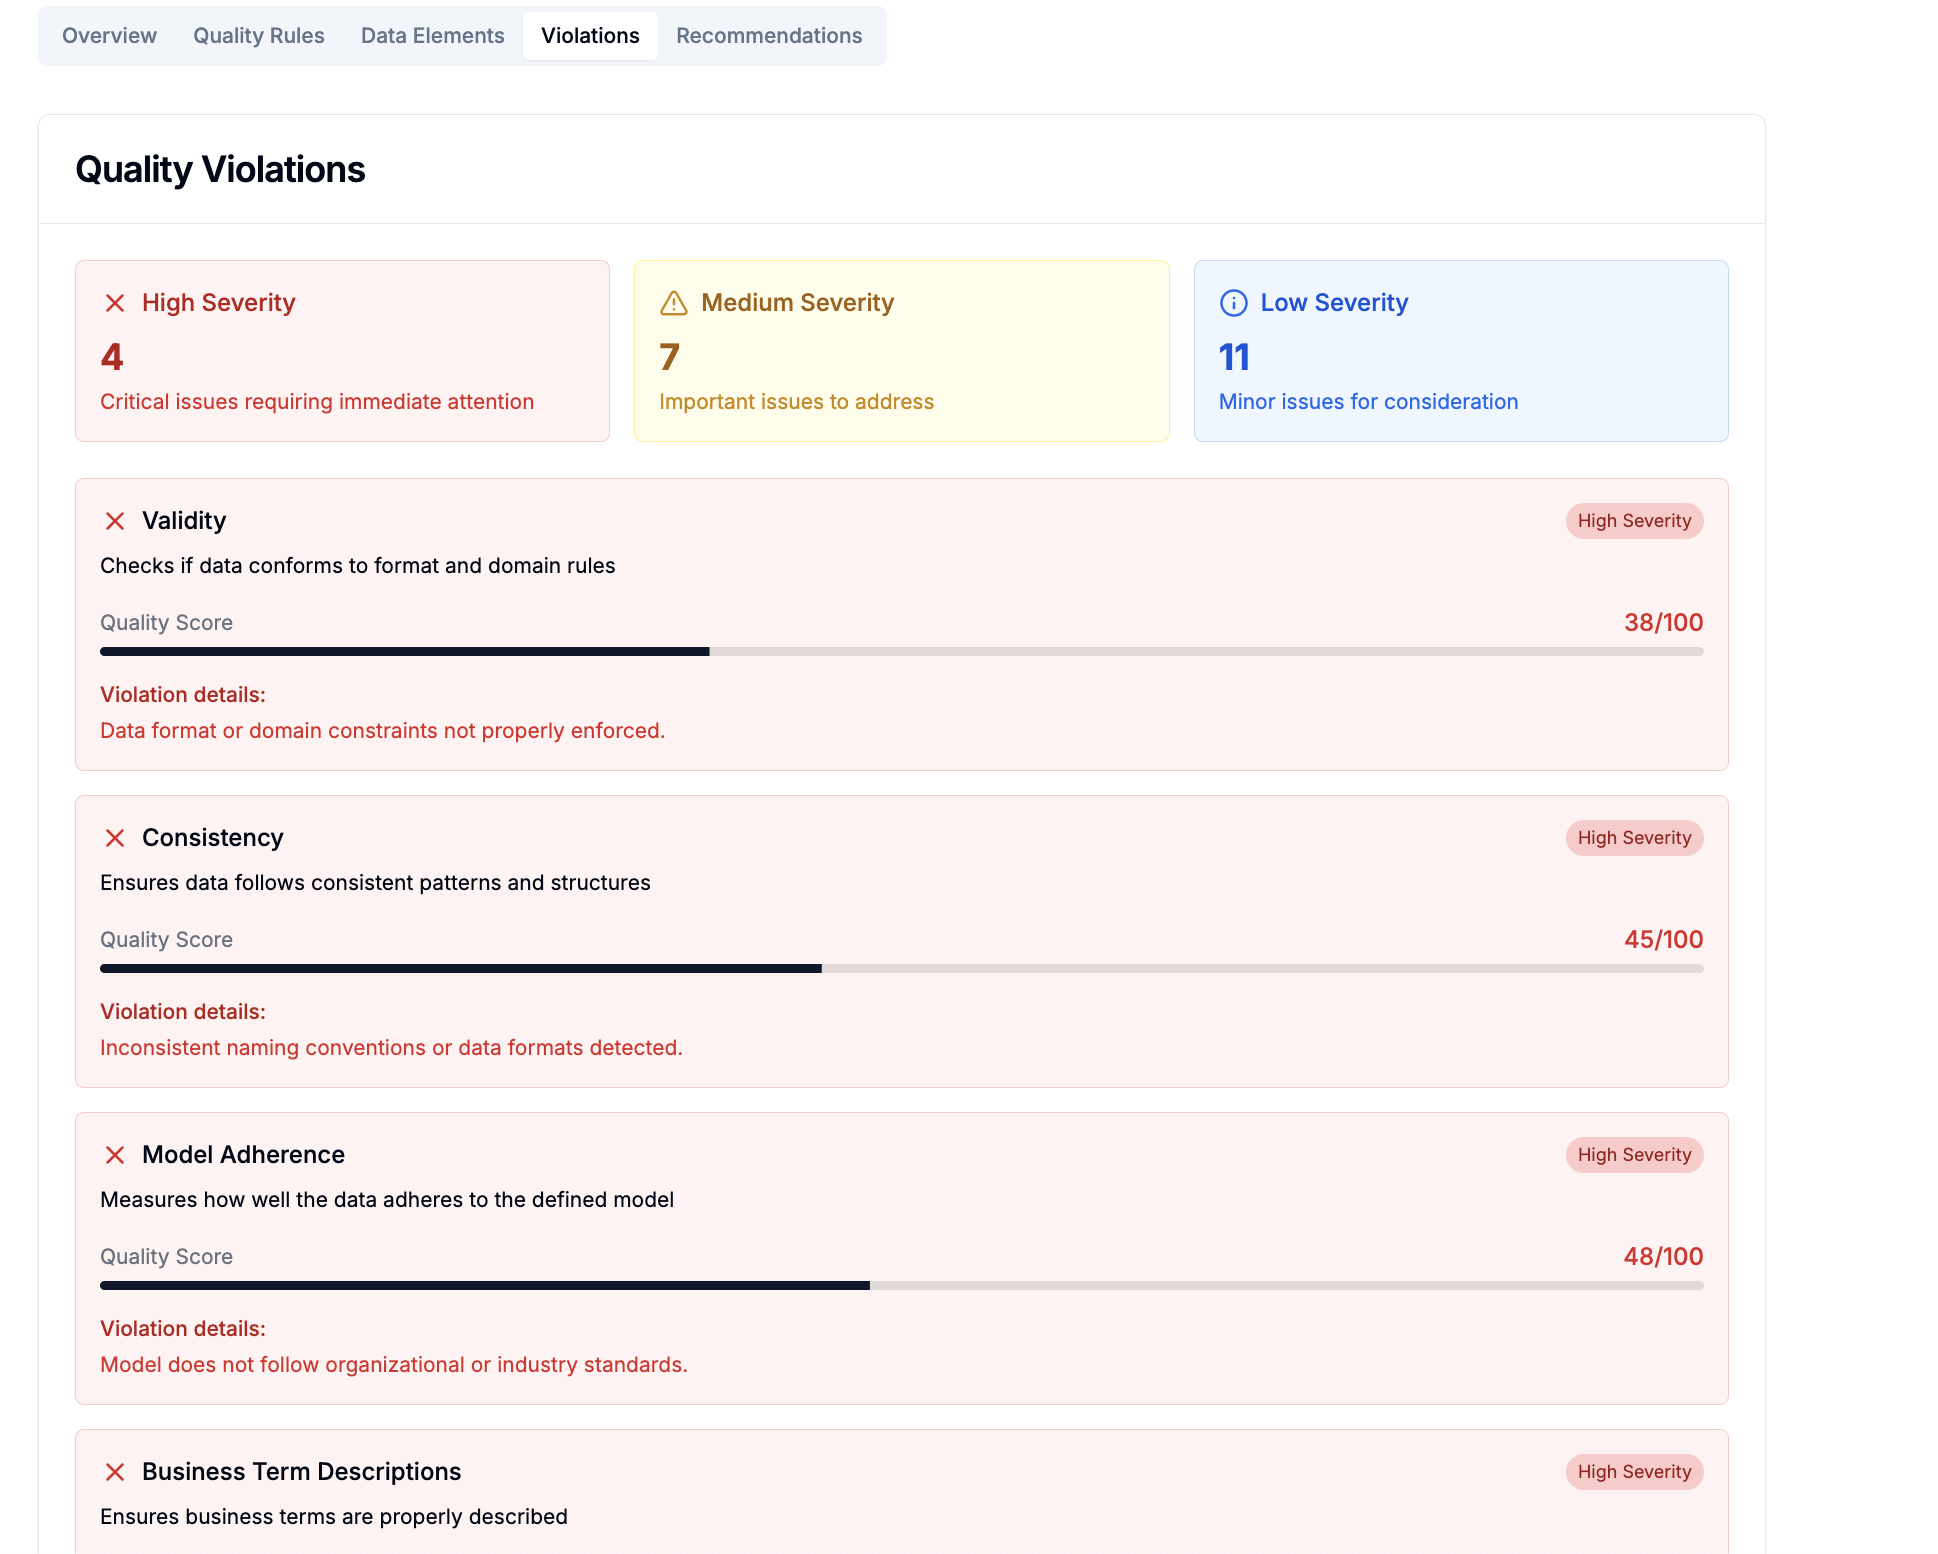 Overview Quality Rules Data Elements Violations Recommendations
Quality Violations
High Severity
4
Critical issues requiring immediate attention
Medium Severity
7
Important issues to address
Low Severity
11
Minor issues for consideration
Validity
High Severity
Checks if data conforms to format and domain rules
Quality Score
38/100
Violation details:
Data format or domain constraints not properly enforced.
Consistency
High Severity
Ensures data follows consistent patterns and structures
Quality Score
45/100
Violation details:
Inconsistent naming conventions or data formats detected.
Model Adherence
High Severity
Measures how well the data adheres to the defined model
Quality Score
48/100
Violation details:
Model does not follow organizational or industry standards.
Business Term Descriptions
High Severity
Ensures business terms are properly described